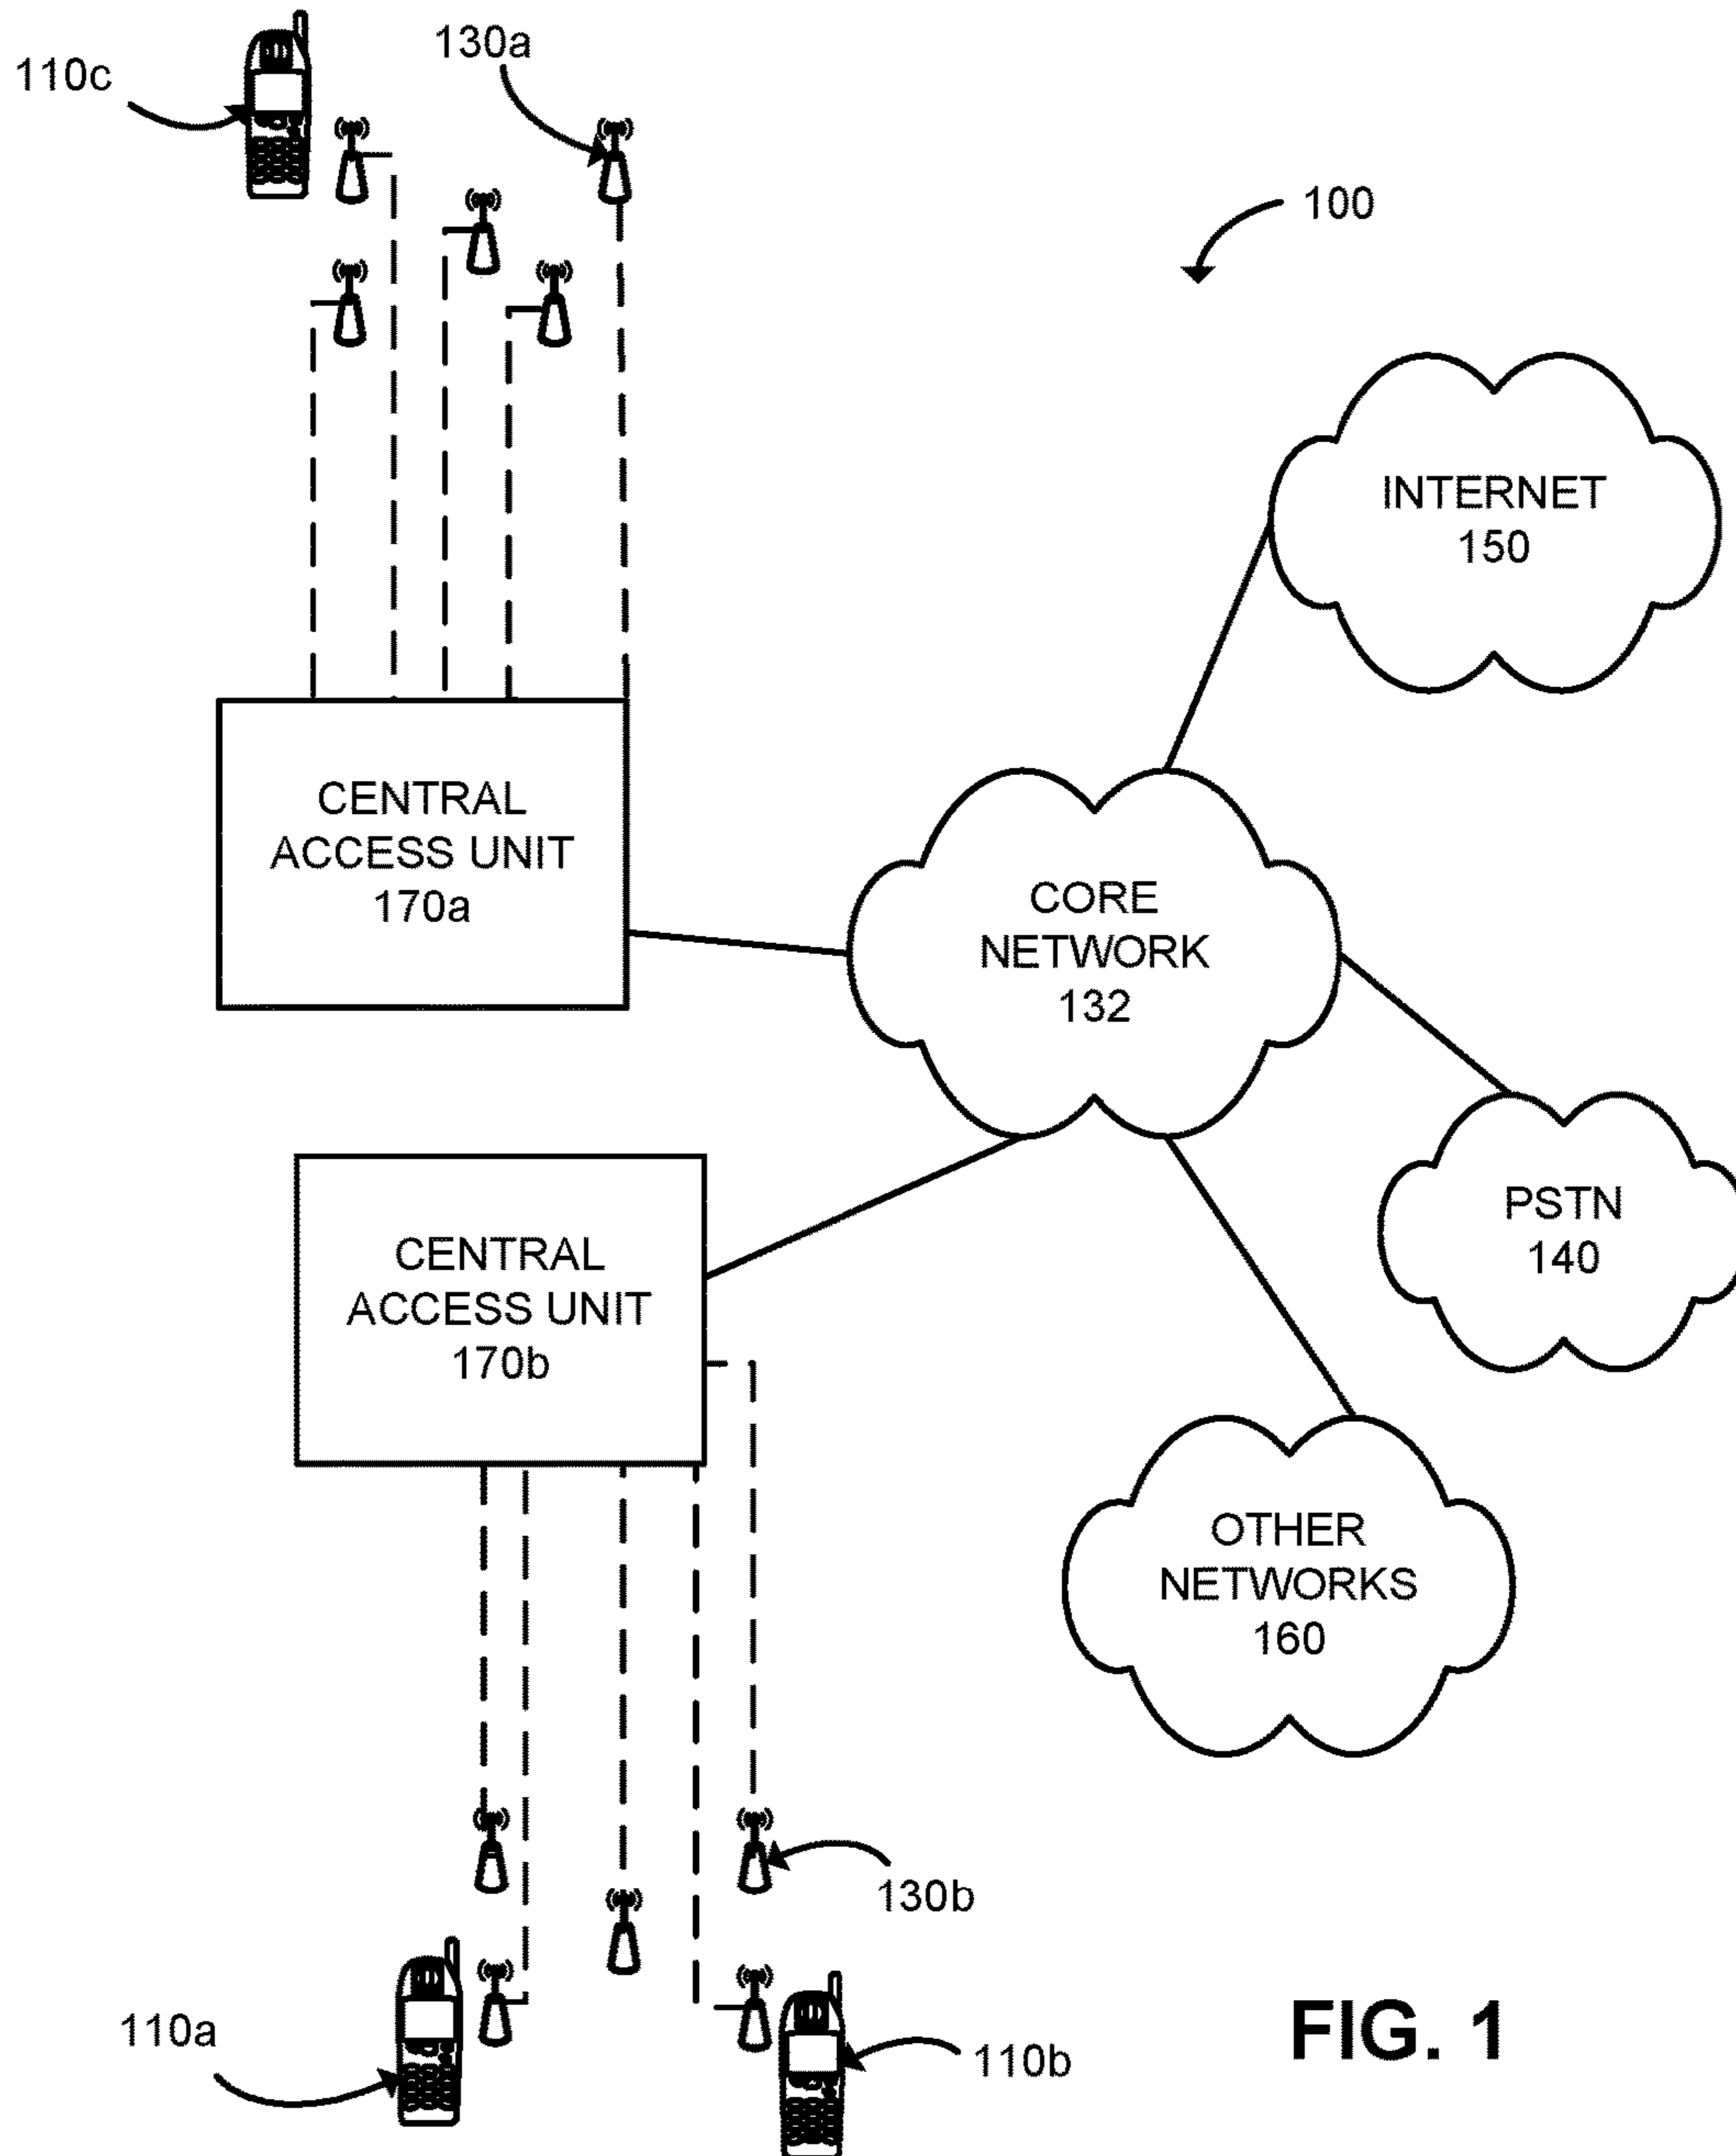 110c
130a
100
INTERNET
150
CENTRAL
ACCESS UNIT
170a
CORE
NETWORK
132
PSTN
140
CENTRAL
ACCESS UNIT
170b
OTHER
NETWORKS
160
130b
110a
110b
FIG. 1